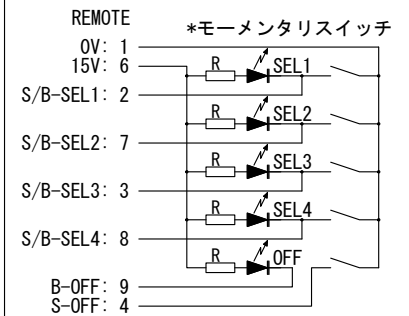 REMOTE
*モーメンタリスイッチ
0V: 1
15V: 6
R
SEL1
S/B-SEL1: 2
R
SEL2
S/B-SEL2: 7
R
SEL3
S/B-SEL3: 3
R
SEL4
S/B-SEL4: 8
R
OFF
B-OFF: 9
S-OFF: 4